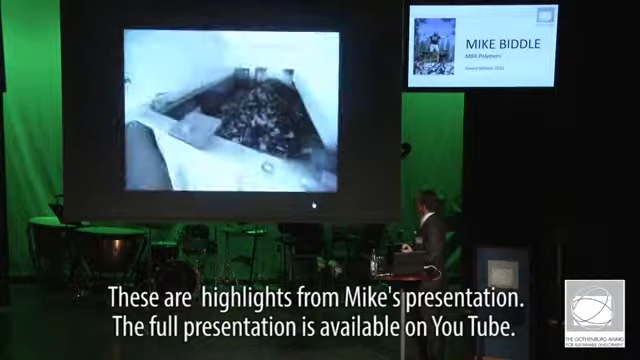 MIKE BIDDLE
MBA Polymers
These are  highlights from Mike's presentation.
The full presentation is available on You Tube.
THE GOTHENBURG AWARD
FOR SUSTAINABLE DEVELOPMENT